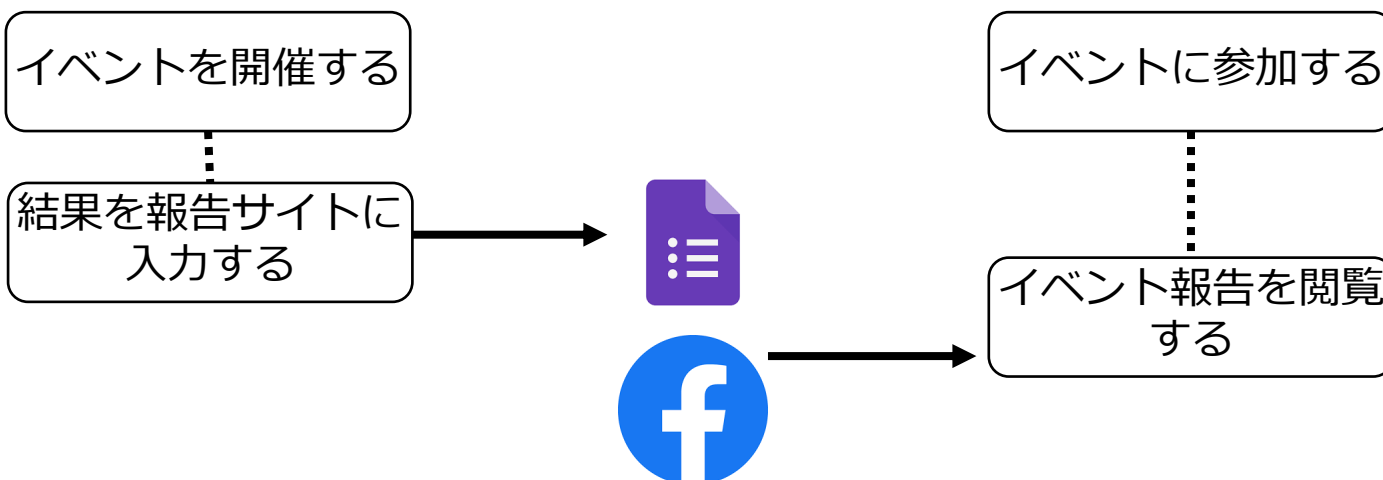 イベントを開催する
イベントに参加する
結果を報告サイトに
入力する
イベント報告を閲覧
する